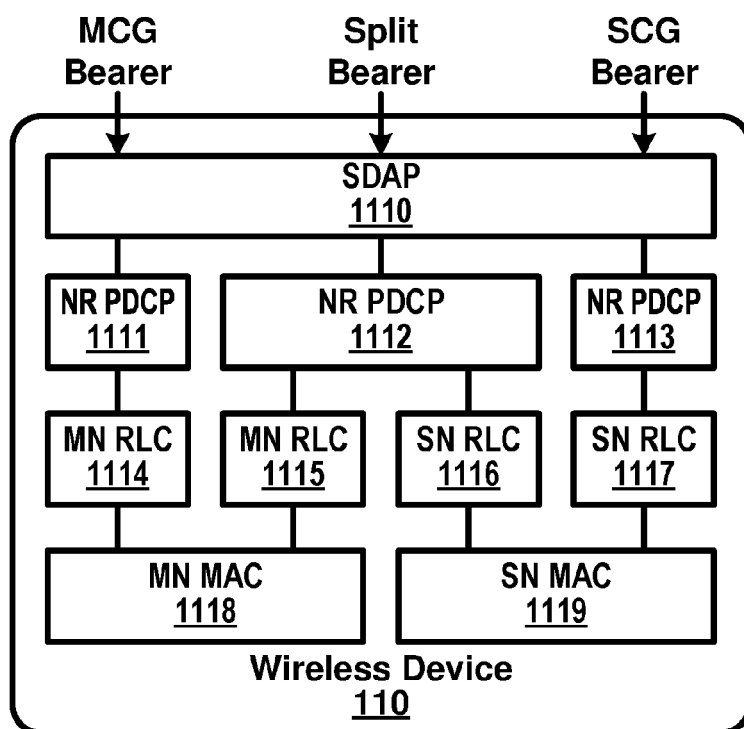 MCG Bearer
Split Bearer
SCG Bearer
SDAP
1110
NR PDCP
1111
NR PDCP
1112
NR PDCP
1113
MN RLC
1114
MN RLC
1115
SN RLC
1116
SN RLC
1117
MN MAC
1118
SN MAC
1119
Wireless Device
110